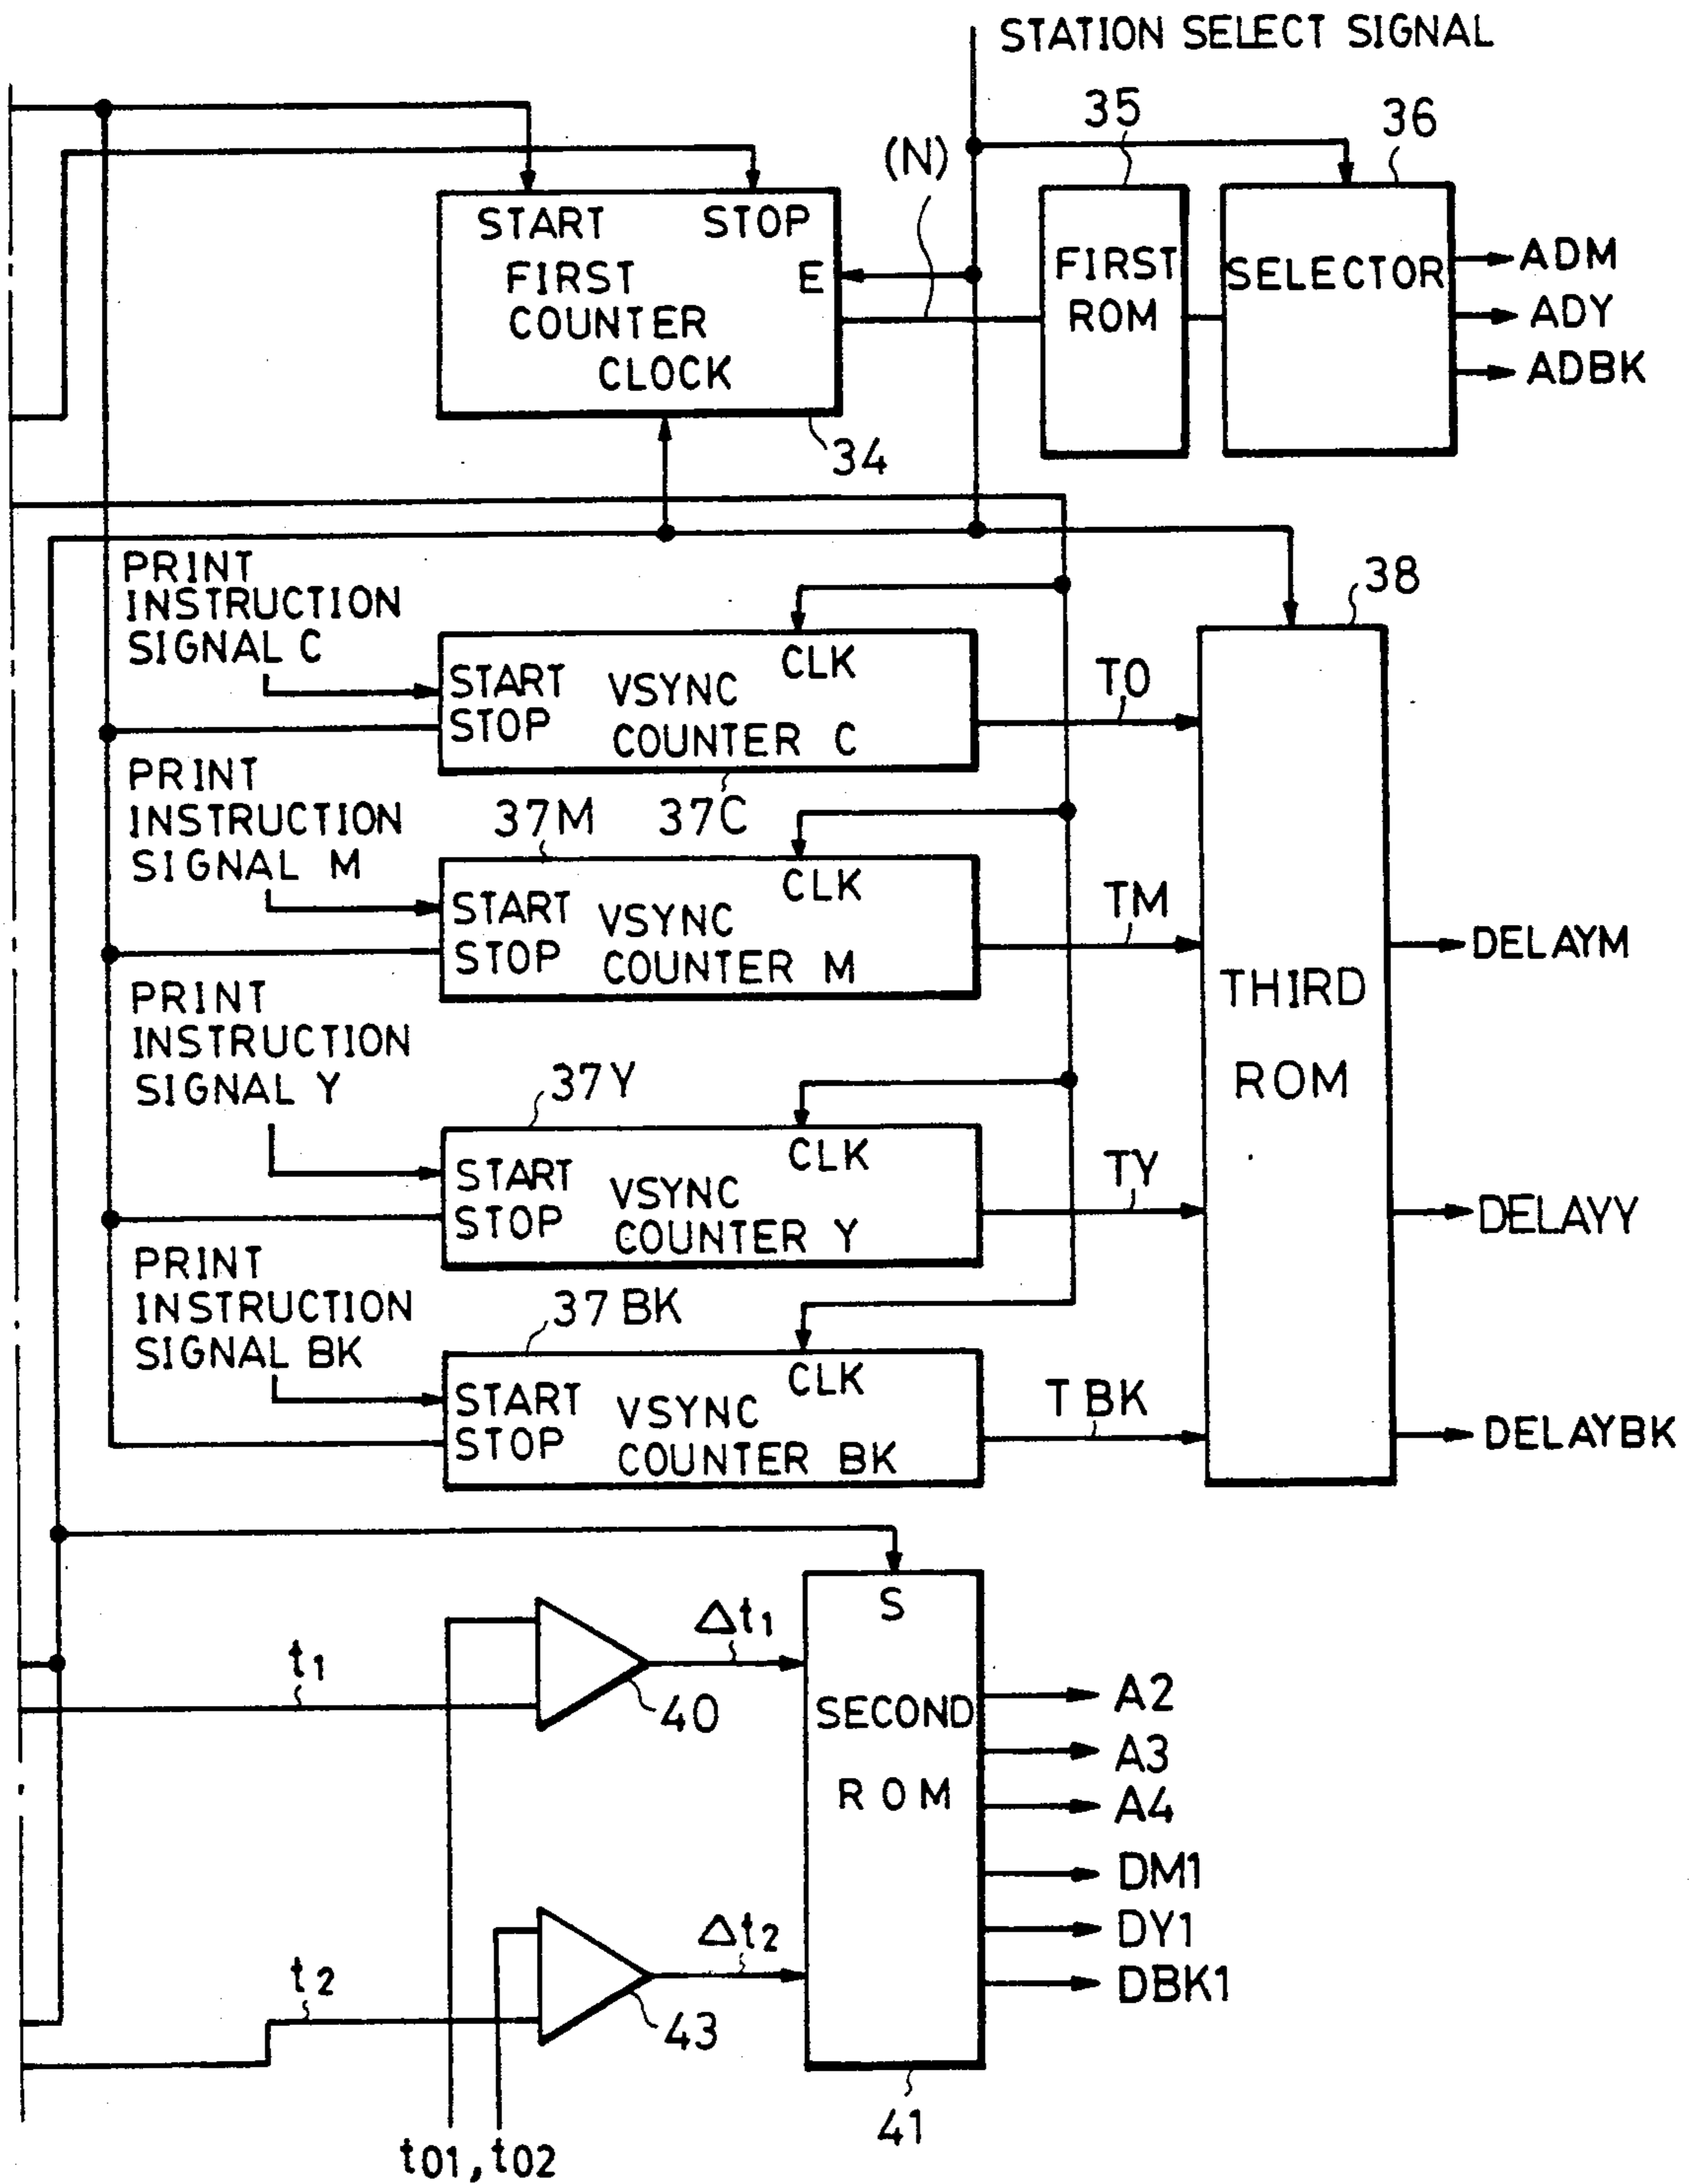 STATION SELECT SIGNAL
35
36
(N)
START STOP
E
FIRST
COUNTER
CLOCK
34
FIRST
ROM
SELECTOR
ADM
ADY
ADBK
PRINT
INSTRUCTION
SIGNAL C
38
CLK
START
STOP
VSYNC
COUNTER C
TO
37C
PRINT
INSTRUCTION
SIGNAL M
37M
CLK
START
STOP
VSYNC
COUNTER M
TM
DELAYM
THIRD
ROM
PRINT
INSTRUCTION
SIGNAL Y
37Y
CLK
START
STOP
VSYNC
COUNTER Y
TY
DELAYY
PRINT
INSTRUCTION
SIGNAL BK
37BK
CLK
START
STOP
VSYNC
COUNTER BK
TBK
DELAYBK
S
SECOND
ROM
t1
Δt1
40
A2
A3
A4
DM1
DY1
DBK1
t2
Δt2
43
41
t01, t02